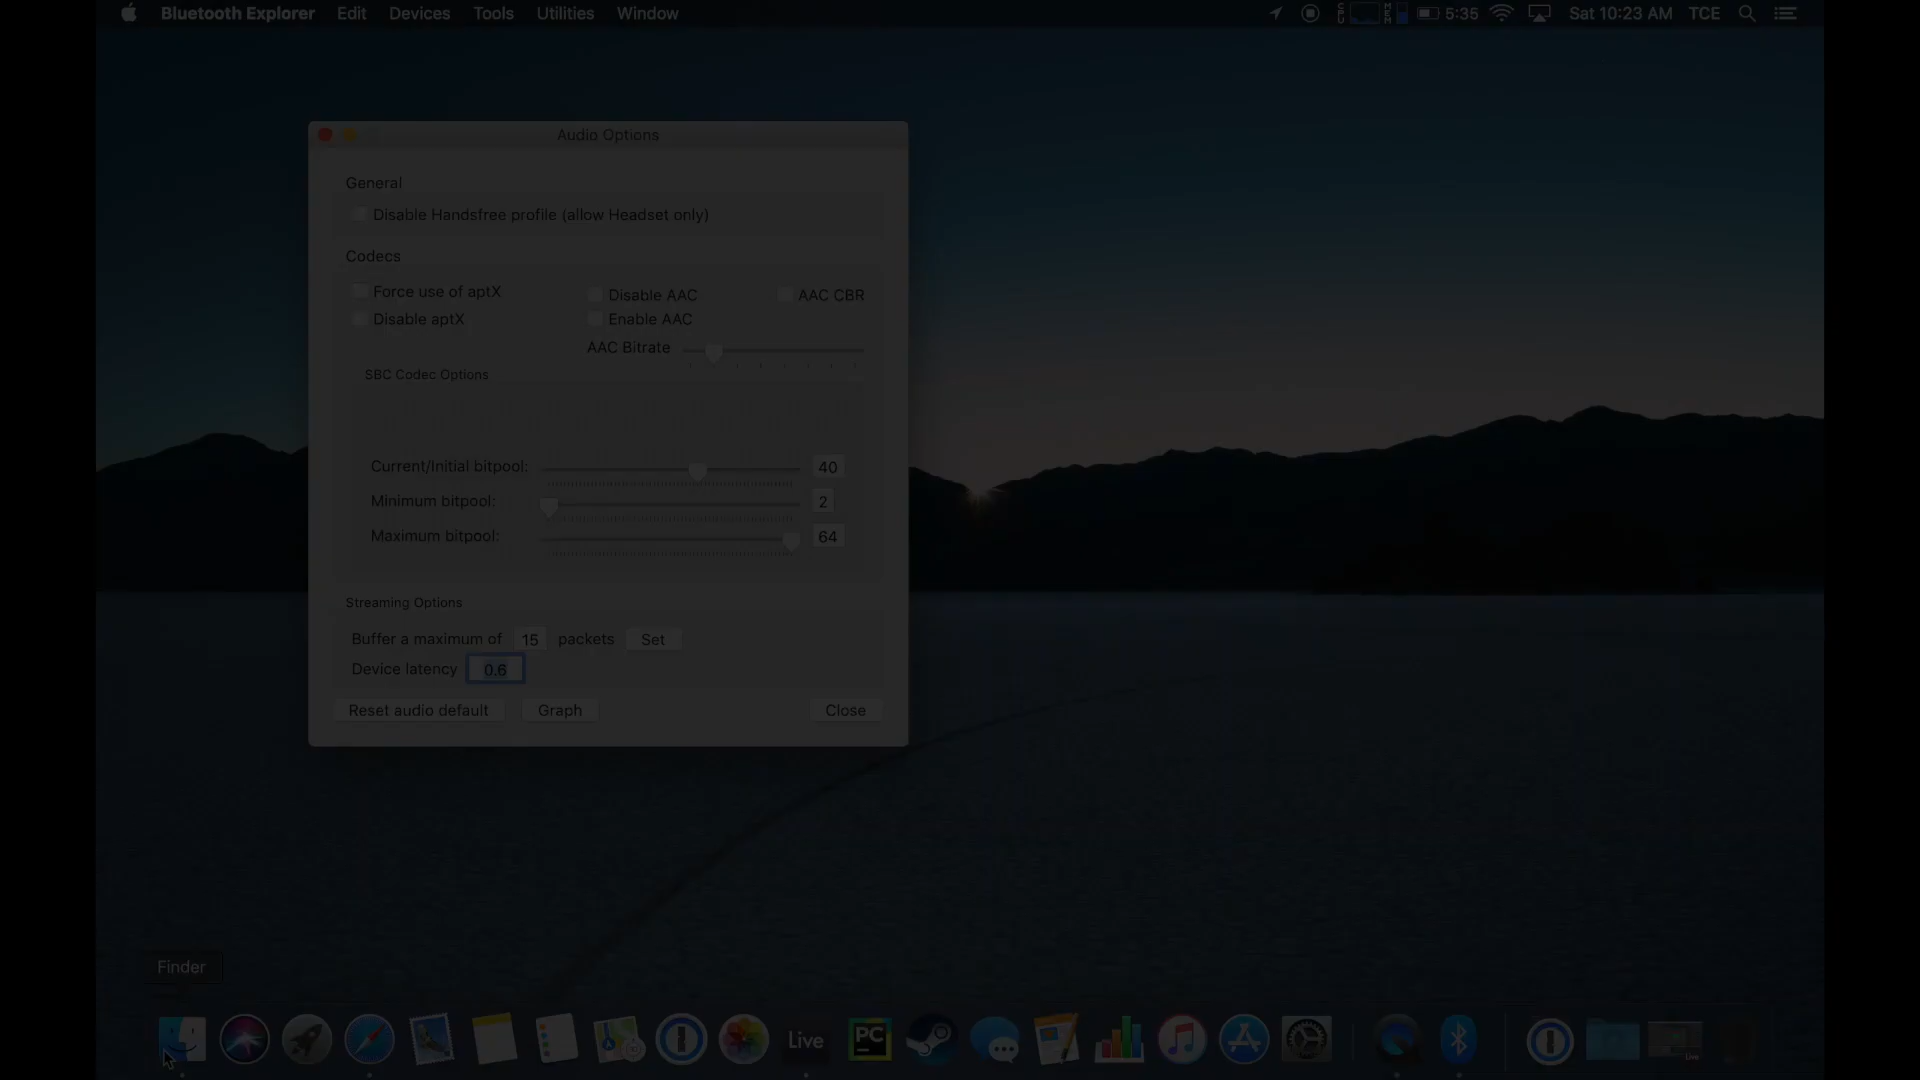 Bluetooth Explorer Edit Devices Tools Utilities Window 5:35 Sat 10:23 AM TCE
Audio Options
General
Disable Handsfree profile (allow Headset only)
Codecs
Force use of aptX Disable AAC AAC CBR
Disable aptX Enable AAC
AAC Bitrate
SBC Codec Options
Current/Initial bitpool: 40
Minimum bitpool: 2
Maximum bitpool: 64
Streaming Options
Buffer a maximum of 15 packets Set
Device latency 0.6
Reset audio default Graph Close
Finder
Live PC